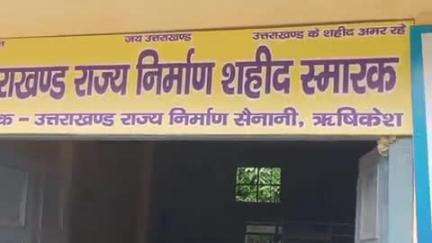 जय उत्तराखण्ड उत्तराखण्ड के शहीद अमर रहे
राखण्ड राज्य निर्माण शहीद स्मारक
क – उत्तराखण्ड राज्य निर्माण सेनानी, ऋषिकेश